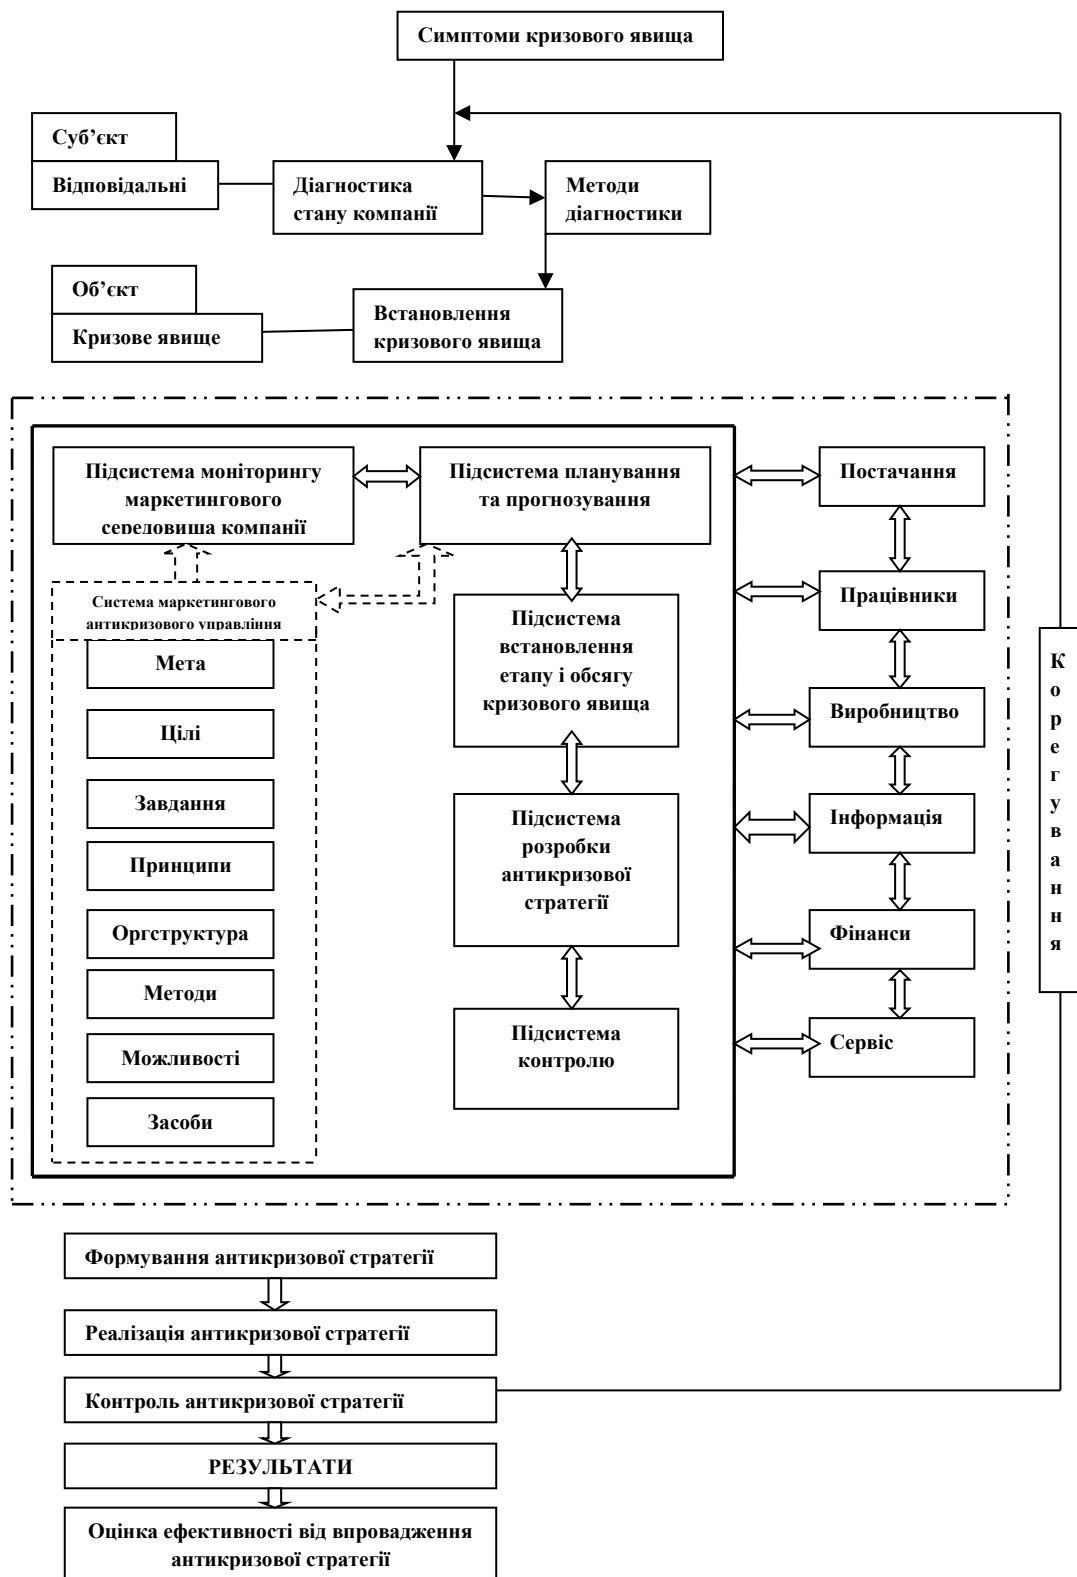 Симптоми кризового явища
Суб’єкт
Відповідальні
Діагностика
стану компанії
Методи
діагностики
Об’єкт
Кризове явище
Встановлення
кризового явища
Підсистема моніторингу
маркетингового
середовища компанії
Підсистема планування
та прогнозування
Постачання
Система маркетингового
антикризового управління
Підсистема
встановлення
етапу і обсягу
кризового явища
Працівники
Мета
Цілі
Завдання
Принципи
Оргструктура
Методи
Можливості
Засоби
Виробництво
Підсистема
розробки
антикризової
стратегії
Інформація
Фінанси
Підсистема
контролю
Сервіс
Корегування
Формування антикризової стратегії
Реалізація антикризової стратегії
Контроль антикризової стратегії
РЕЗУЛЬТАТИ
Оцінка ефективності від впровадження
антикризової стратегії